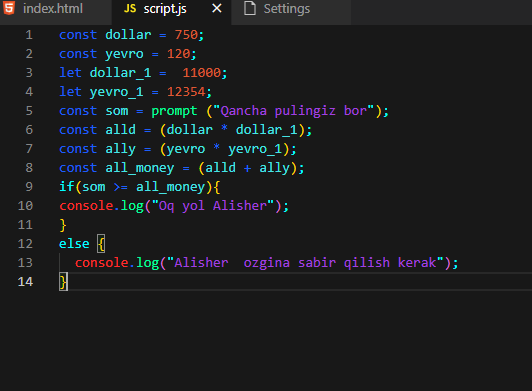 index.html JS script.js × Settings
1 const dollar = 750;
2 const yevro = 120;
3 let dollar_1 =  11000;
4 let yevro_1 = 12354;
5 const som = prompt ("Qancha pulingiz bor");
6 const alld = (dollar * dollar_1);
7 const ally = (yevro * yevro_1);
8 const all_money = (alld + ally);
9 if(som >= all_money){
10 console.log("Oq yol Alisher");
11 }
12 else {
13   console.log("Alisher  ozgina sabir qilish kerak");
14 }